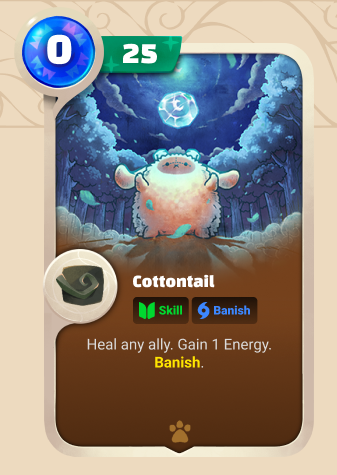 0
25
Cottontail
Skill
Banish
Heal any ally. Gain 1 Energy.
Banish.